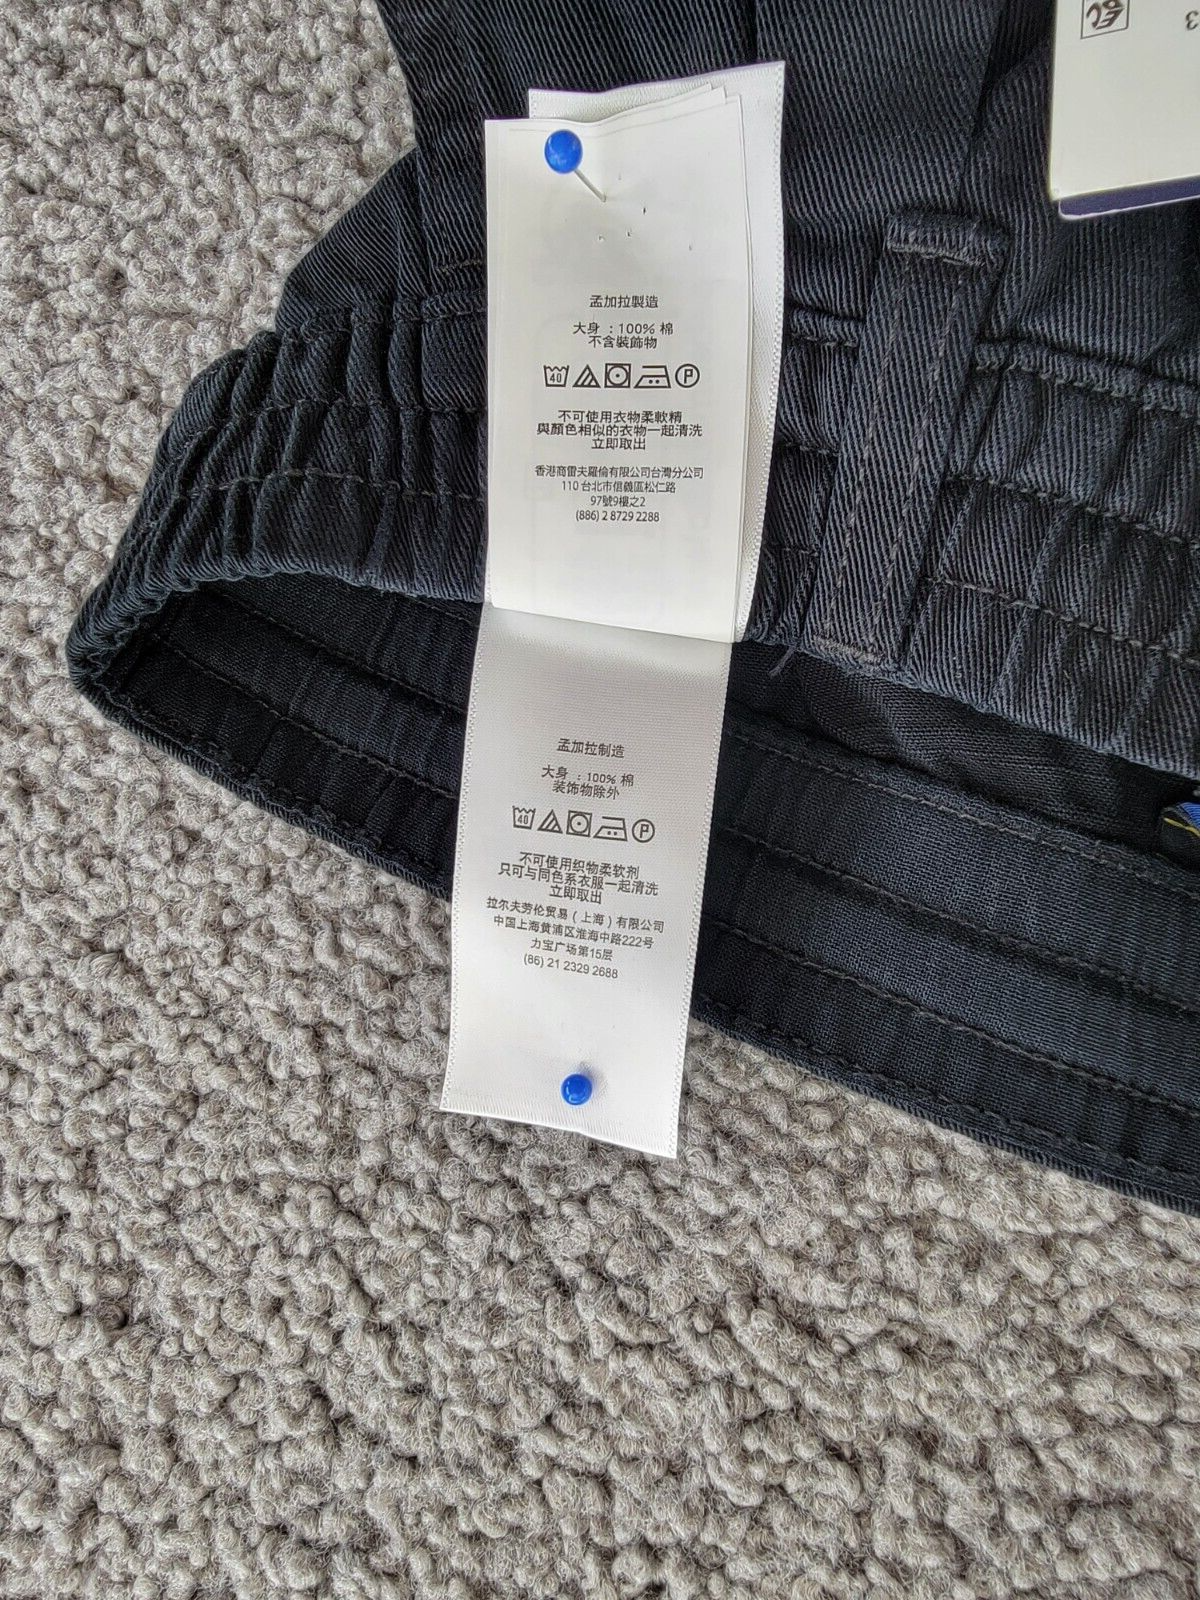 孟加拉製造
大身 : 100% 棉
不含裝飾物
40 P
不可使用衣物柔軟精
與顏色相似的衣物一起清洗
立即取出
香港商雷夫羅倫有限公司台灣分公司
110 台北市信義區松仁路
97號9樓之2
(886) 2 8729 2288
孟加拉制造
大身 : 100% 棉
装饰物除外
40 P
不可使用织物柔软剂
只可与同色系衣服一起清洗
立即取出
拉尔夫劳伦贸易 ( 上海 ) 有限公司
中国上海黄浦区淮海中路222号
力宝广场第15层
(86) 21 2329 2688